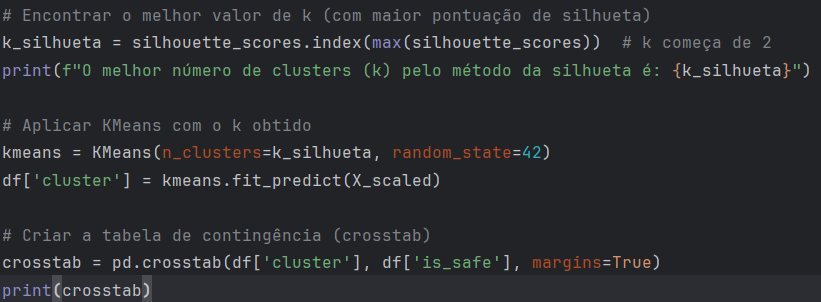 # Encontrar o melhor valor de k (com maior pontuação de silhueta)
k_silhueta = silhouette_scores.index(max(silhouette_scores))  # k começa de 2
print(f"O melhor número de clusters (k) pelo método da silhueta é: {k_silhueta}")
# Aplicar KMeans com o k obtido
kmeans = KMeans(n_clusters=k_silhueta, random_state=42)
df['cluster'] = kmeans.fit_predict(X_scaled)
# Criar a tabela de contingência (crosstab)
crosstab = pd.crosstab(df['cluster'], df['is_safe'], margins=True)
print(crosstab)